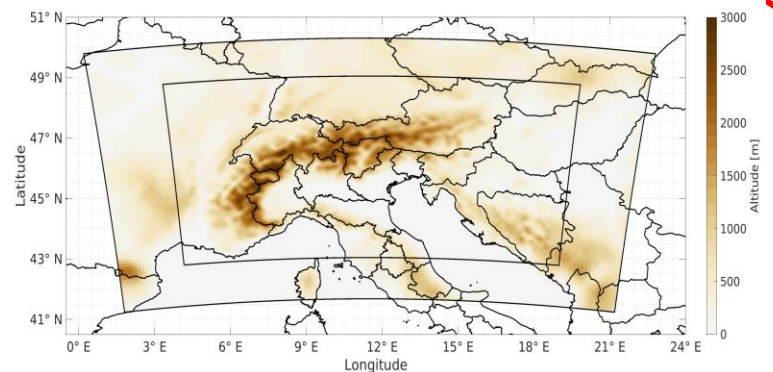 51° N
49° N
47° N
45° N
43° N
41° N
Latitude
0° E 3° E 6° E 9° E 12° E 15° E 18° E 21° E 24° E
Longitude
3000
2500
2000
1500
1000
500
0
Altitude [m]